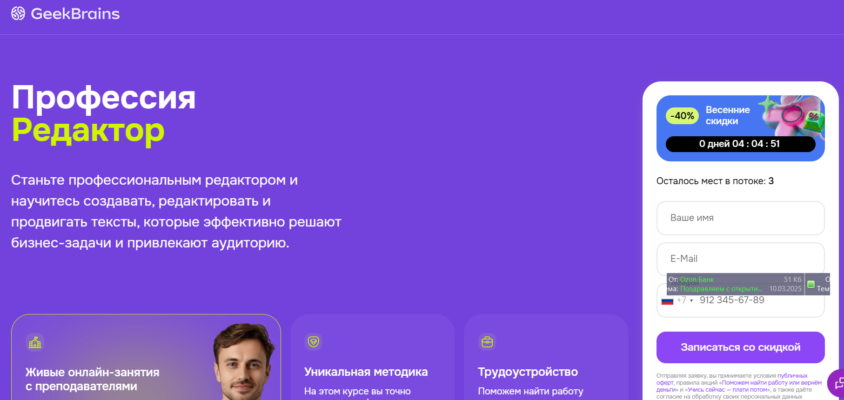 GeekBrains
Профессия
Редактор
Станьте профессиональным редактором и
научитесь создавать, редактировать и
продвигать тексты, которые эффективно решают
бизнес-задачи и привлекают аудиторию.
Живые онлайн-занятия
с преподавателями
Уникальная методика
На этом курсе вы точно
Трудоустройство
Поможем найти работу
-40%
Весенние
скидки
%
0 дней 04 : 04 : 51
Осталось мест в потоке: 3
Ваше имя
E-Mail
От: Ozon Банк 51 Кб
ма: Поздравляем с открыти... 10.03.2025
О
Тем
+7 912 345-67-89
Записаться со скидкой
Отправляя заявку, вы принимаете условия публичных
оферт, правила акций «Поможем найти работу или вернём
деньги» и «Учись сейчас — плати потом», а также даёте
согласие на обработку своих персональных данных